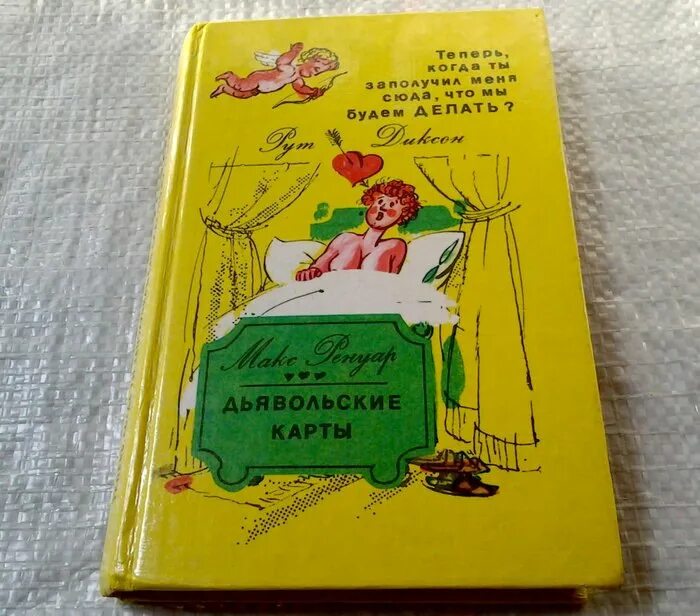 Теперь,
когда ты
заполучил меня
сюда, что мы
будем ДЕЛАТЬ?
Рут Диксон
Макс Ренуар
ДЬЯВОЛЬСКИЕ
КАРТЫ